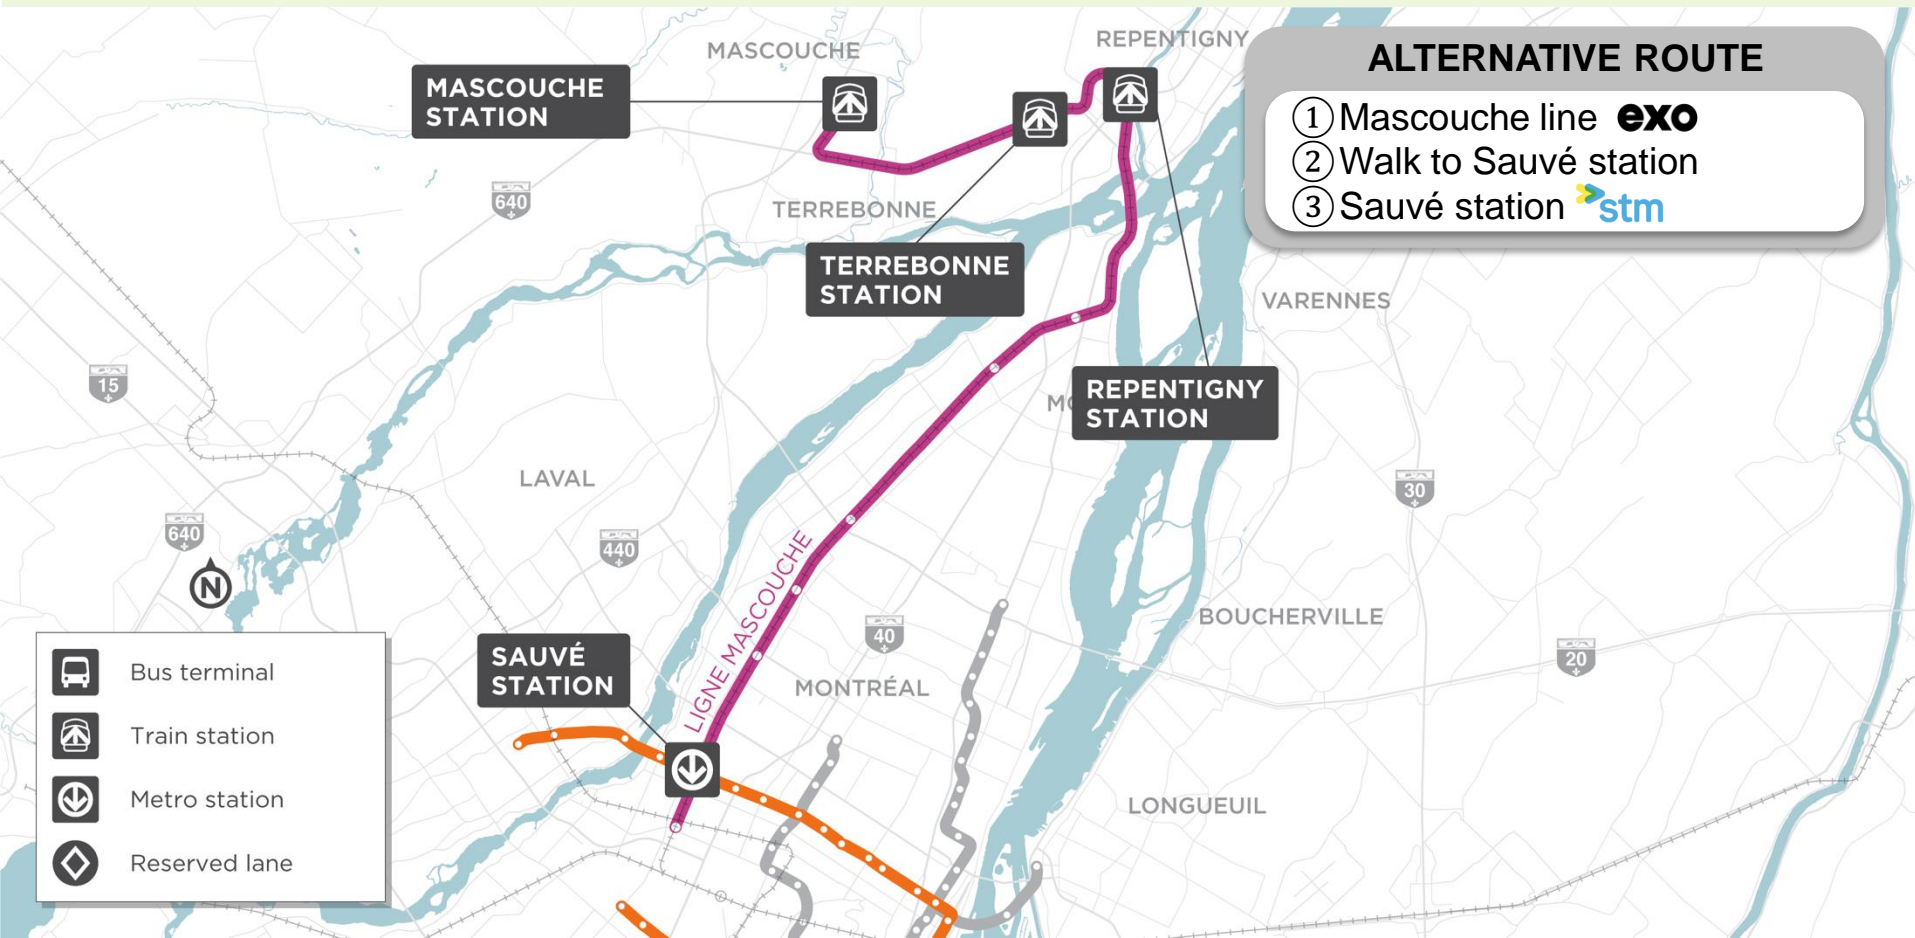 MASCOUCHE
REPENTIGNY
ALTERNATIVE ROUTE
① Mascouche line exo
② Walk to Sauvé station
③ Sauvé station stm
MASCOUCHE
STATION
640
TERREBONNE
TERREBONNE
STATION
VARENNES
15
REPENTIGNY
STATION
LAVAL
30
640
440
N
LIGNE MASCOUCHE
40
BOUCHERVILLE
20
SAUVÉ
STATION
MONTRÉAL
LONGUEUIL
Bus terminal
Train station
Metro station
Reserved lane